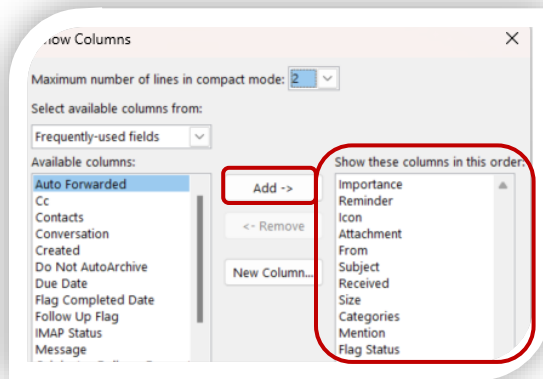 Show Columns
Maximum number of lines in compact mode: 2
Select available columns from:
Frequently-used fields
Available columns:
Auto Forwarded
Cc
Contacts
Conversation
Created
Do Not AutoArchive
Due Date
Flag Completed Date
Follow Up Flag
IMAP Status
Message
Add ->
<- Remove
New Column...
Show these columns in this order:
Importance
Reminder
Icon
Attachment
From
Subject
Received
Size
Categories
Mention
Flag Status